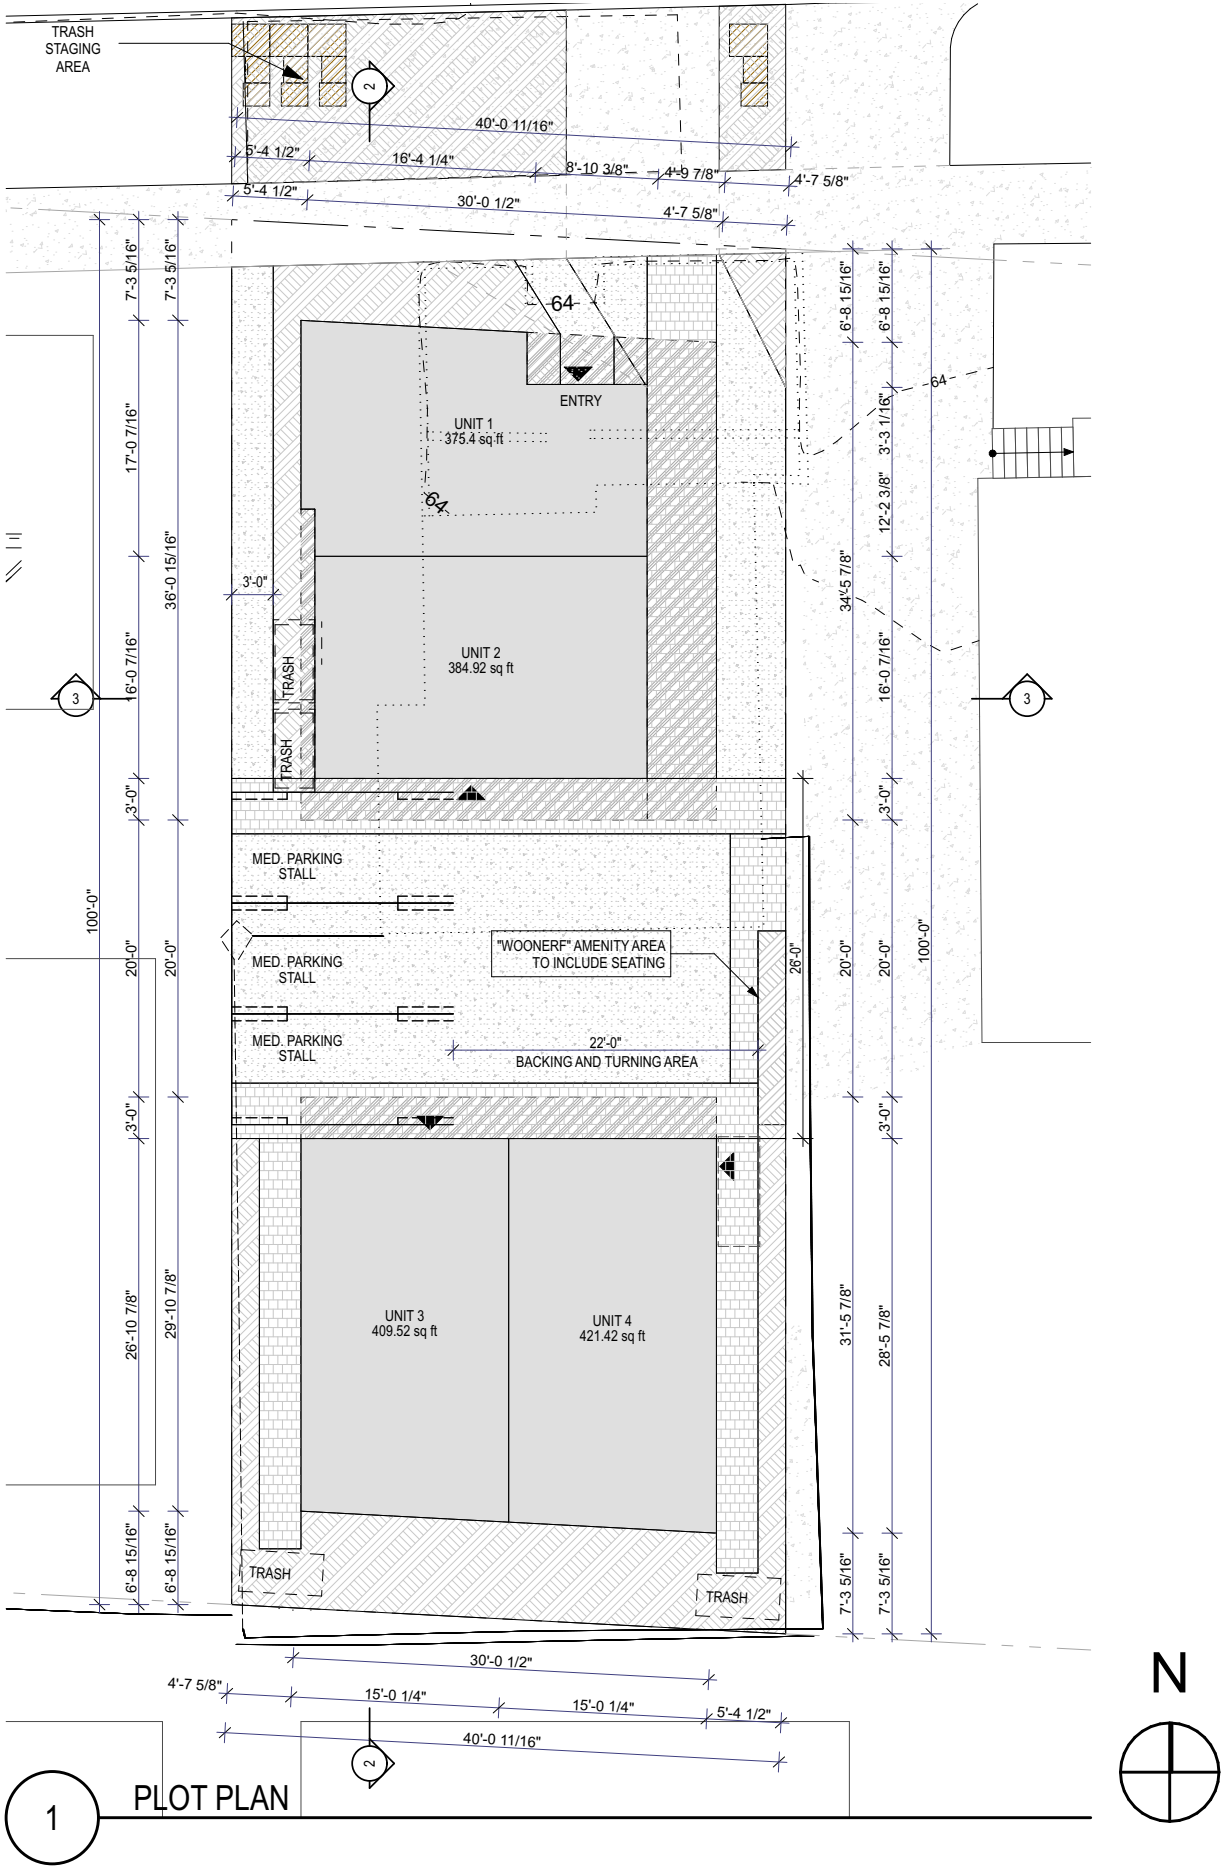 TRASH
STAGING
AREA
2
40'-0 11/16"
5'-4 1/2"
16'-4 1/4"
8'-10 3/8"
4'-9 7/8"
4'-7 5/8"
5'-4 1/2"
30'-0 1/2"
4'-7 5/8"
7'-3 5/16"
7'-3 5/16"
6'-8 15/16"
6'-8 15/16"
64
64
ENTRY
UNIT 1
375.4 sq ft
64
17'-0 7/16"
36'-0 15/16"
3'-3 1/16"
12'-2 3/8"
34'-5 7/8"
3'-0"
UNIT 2
384.92 sq ft
TRASH
TRASH
3
3
16'-0 7/16"
16'-0 7/16"
3'-0"
3'-0"
MED. PARKING
STALL
100'-0"
20'-0"
20'-0"
MED. PARKING
STALL
"WOONERF" AMENITY AREA
TO INCLUDE SEATING
26'-0"
20'-0"
20'-0"
100'-0"
MED. PARKING
STALL
22'-0"
BACKING AND TURNING AREA
3'-0"
3'-0"
26'-10 7/8"
29'-10 7/8"
UNIT 3
409.52 sq ft
UNIT 4
421.42 sq ft
31'-5 7/8"
28'-5 7/8"
6'-8 15/16"
6'-8 15/16"
TRASH
TRASH
7'-3 5/16"
7'-3 5/16"
30'-0 1/2"
4'-7 5/8"
15'-0 1/4"
15'-0 1/4"
5'-4 1/2"
40'-0 11/16"
2
N
1
PLOT PLAN